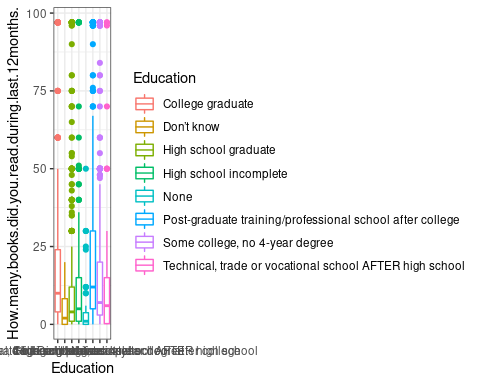 How.many.books.did.you.read.during.last.12months.
100
75
50
25
0
Education
Education
College graduate
Don't know
High school graduate
High school incomplete
None
Post-graduate training/professional school after college
Some college, no 4-year degree
Technical, trade or vocational school AFTER high school